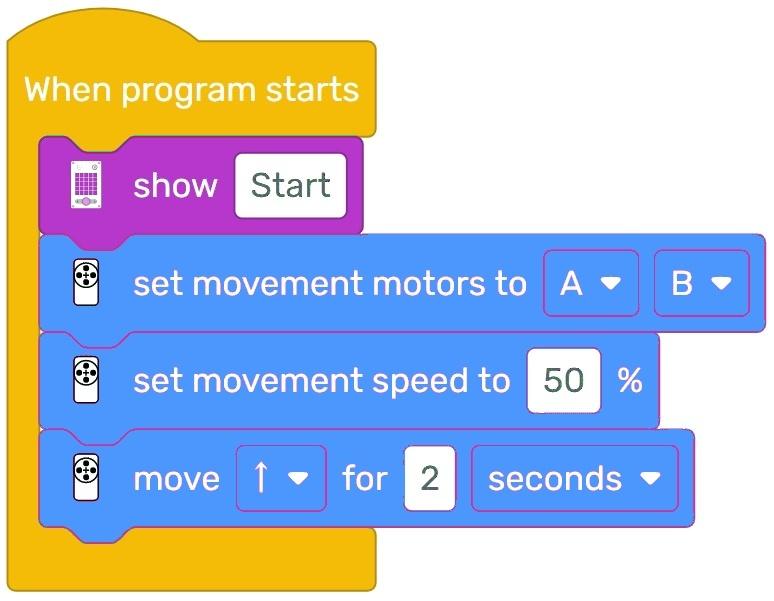 When program starts
show Start
set movement motors to A B
set movement speed to 50 %
move ↑ for 2 seconds